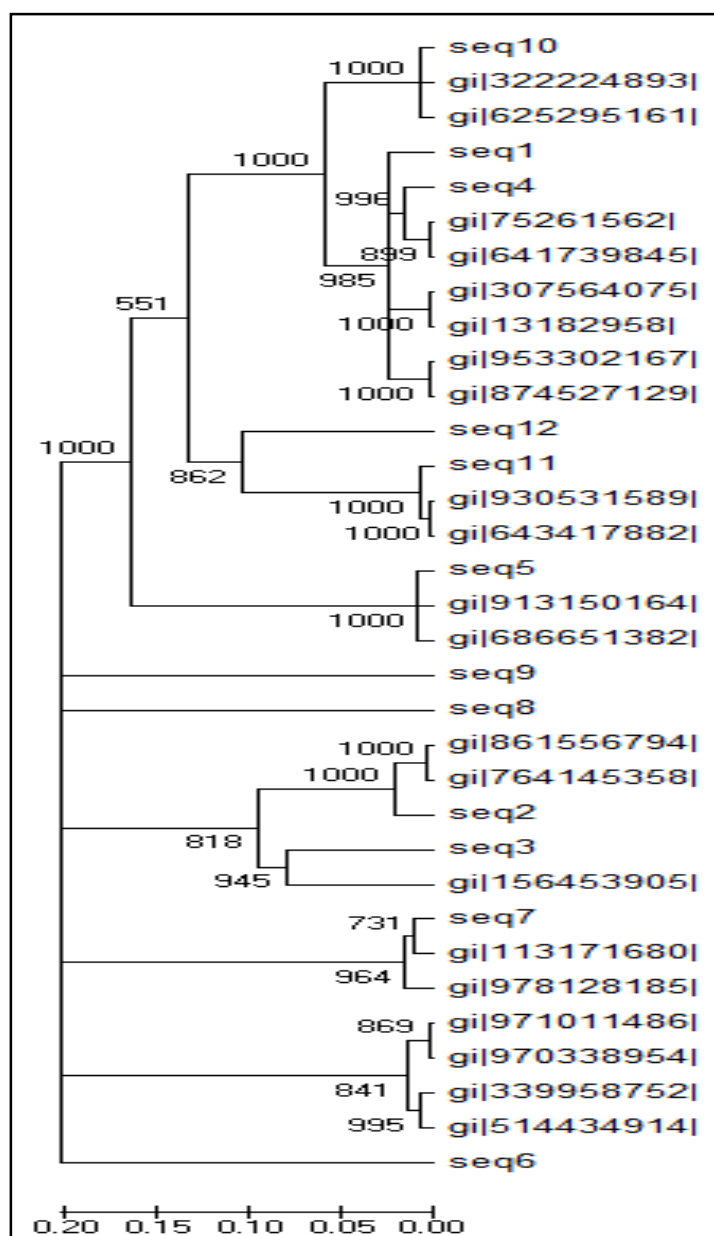 seq10
1000
gi|322224893|
gi|625295161|
seq1
1000
998
seq4
gi|75261562|
899
gi|641739845|
985
gi|307564075|
551
1000
gi|13182958|
gi|953302167|
1000
gi|874527129|
seq12
1000
862
seq11
1000
gi|930531589|
1000
gi|643417882|
seq5
gi|913150164|
1000
gi|686651382|
seq9
seq8
1000
gi|861556794|
1000
gi|764145358|
seq2
818
seq3
945
gi|156453905|
731
seq7
gi|113171680|
964
gi|978128185|
869
gi|971011486|
gi|970338954|
841
gi|339958752|
995
gi|514434914|
seq6
0.20 0.15 0.10 0.05 0.00